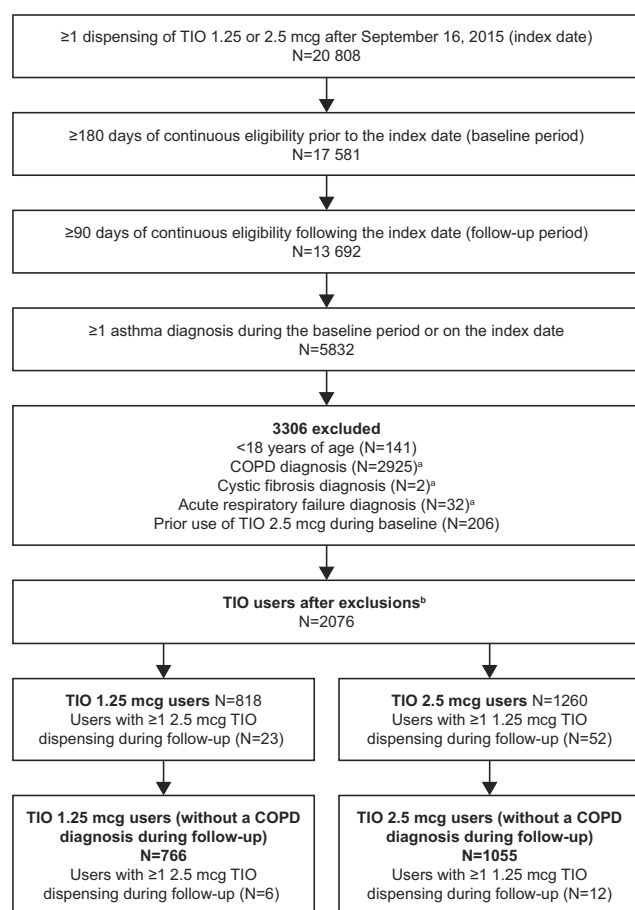 ≥1 dispensing of TIO 1.25 or 2.5 mcg after September 16, 2015 (index date)
N=20 808
≥180 days of continuous eligibility prior to the index date (baseline period)
N=17 581
≥90 days of continuous eligibility following the index date (follow-up period)
N=13 692
≥1 asthma diagnosis during the baseline period or on the index date
N=5832
3306 excluded
<18 years of age (N=141)
COPD diagnosis (N=2925)ᵃ
Cystic fibrosis diagnosis (N=2)ᵃ
Acute respiratory failure diagnosis (N=32)ᵃ
Prior use of TIO 2.5 mcg during baseline (N=206)
TIO users after exclusionsᵇ
N=2076
TIO 1.25 mcg users N=818
Users with ≥1 2.5 mcg TIO
dispensing during follow-up (N=23)
TIO 2.5 mcg users N=1260
Users with ≥1 1.25 mcg TIO
dispensing during follow-up (N=52)
TIO 1.25 mcg users (without a COPD
diagnosis during follow-up)
N=766
Users with ≥1 2.5 mcg TIO
dispensing during follow-up (N=6)
TIO 2.5 mcg users (without a COPD
diagnosis during follow-up)
N=1055
Users with ≥1 1.25 mcg TIO
dispensing during follow-up (N=12)